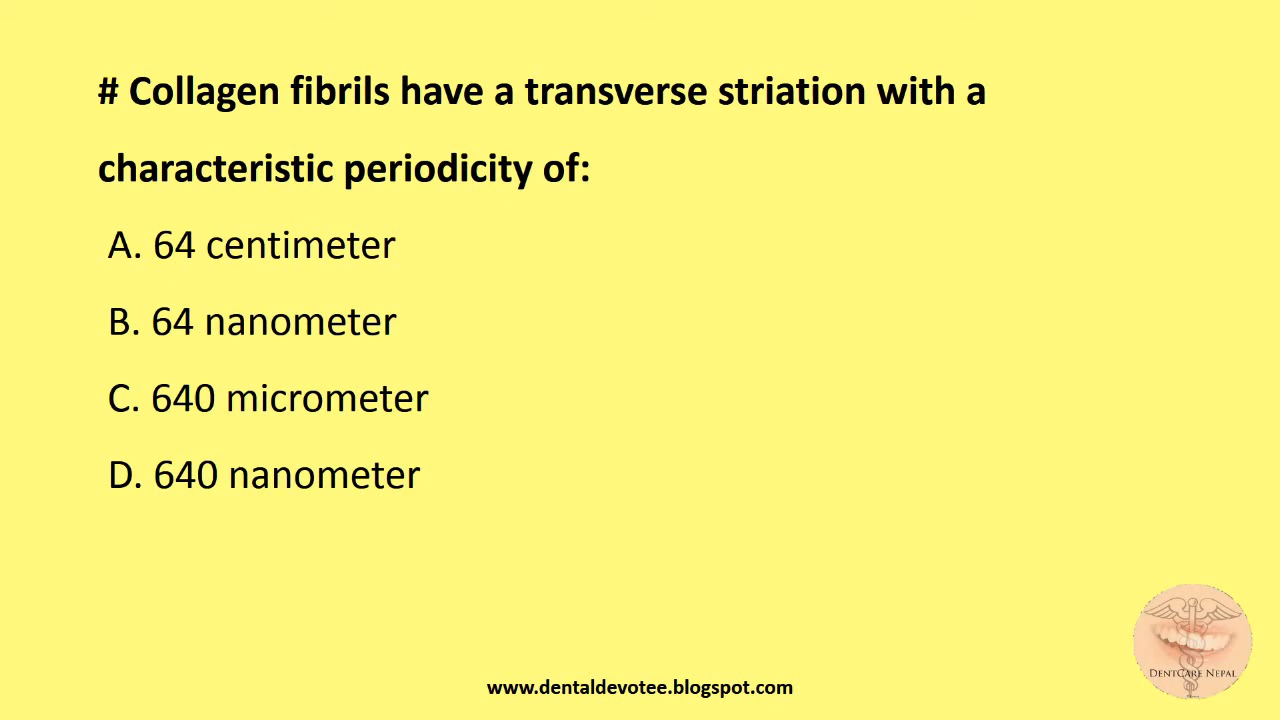 # Collagen fibrils have a transverse striation with a
characteristic periodicity of:
A. 64 centimeter
B. 64 nanometer
C. 640 micrometer
D. 640 nanometer
DENTCARE NEPAL
www.dentaldevotee.blogspot.com